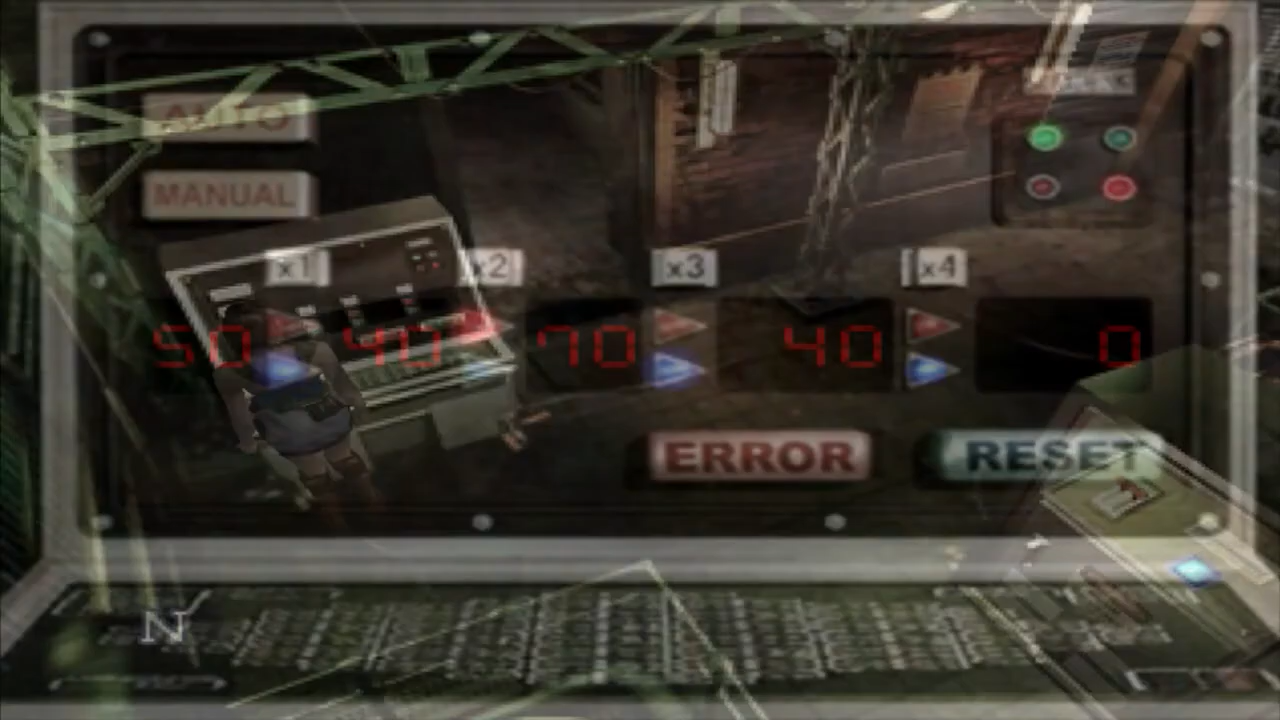 AUTO
MANUAL
x1 x2 x3 x4
50 40 70 40 0
ERROR RESET
N